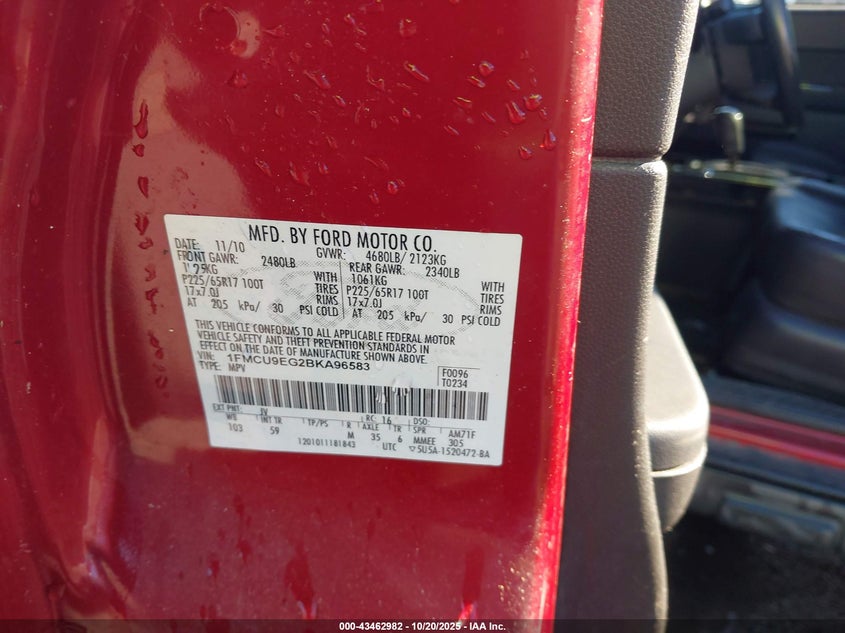 MFD. BY FORD MOTOR CO.
DATE: 11/10 GVWR: 4680LB/ 2123KG
FRONT GAWR: 2480LB REAR GAWR: 2340LB
WITH 1061KG WITH
P225/65R17 100T TIRES P225/65R17 100T TIRES
17x7.0J RIMS 17x7.0J RIMS
AT 205 kPa/ 30 PSI COLD AT 205 kPa/ 30 PSI COLD
THIS VEHICLE CONFORMS TO ALL APPLICABLE FEDERAL MOTOR
VEHICLE SAFETY AND THEFT PREVENTION STANDARDS IN
EFFECT ON THE DATE OF MANUFACTURE SHOWN ABOVE.
VIN: 1FMCU9EG2BKA96583
TYPE: MPV F0096
T0234
EXT PNT: JV RC: 16 DSO:
WB INT TR TP/PS R AXLE TR SPR AM71F
103 59 M 35 6 MMEE 305
1201011181843 UTC ▽5U5A-1520472-BA
000-43462982 - 10/20/2025 - IAA Inc.